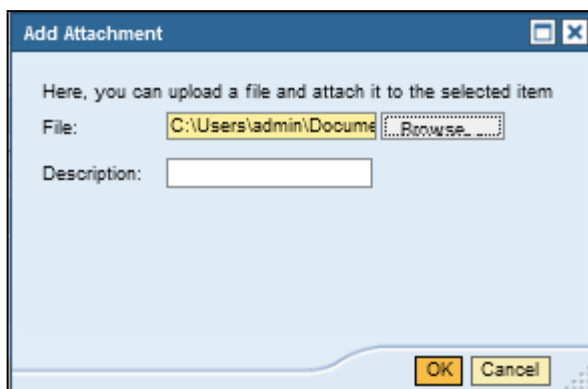 Add Attachment
Here, you can upload a file and attach it to the selected item
File: C:\Users\admin\Docume Browse...
Description:
OK Cancel